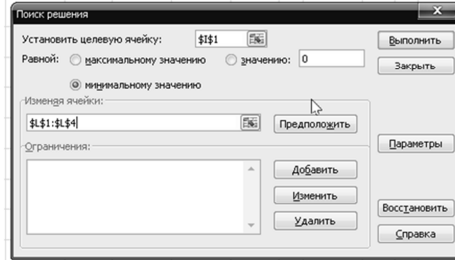 Поиск решения
X
Установить целевую ячейку: $I$1 Выполнить
Равной: максимальному значению значению: 0 Закрыть
минимальному значению
Изменяя ячейки:
$L$1:$L$4 Предположить
Ограничения: Параметры
Добавить
Изменить
Удалить
Восстановить
Справка